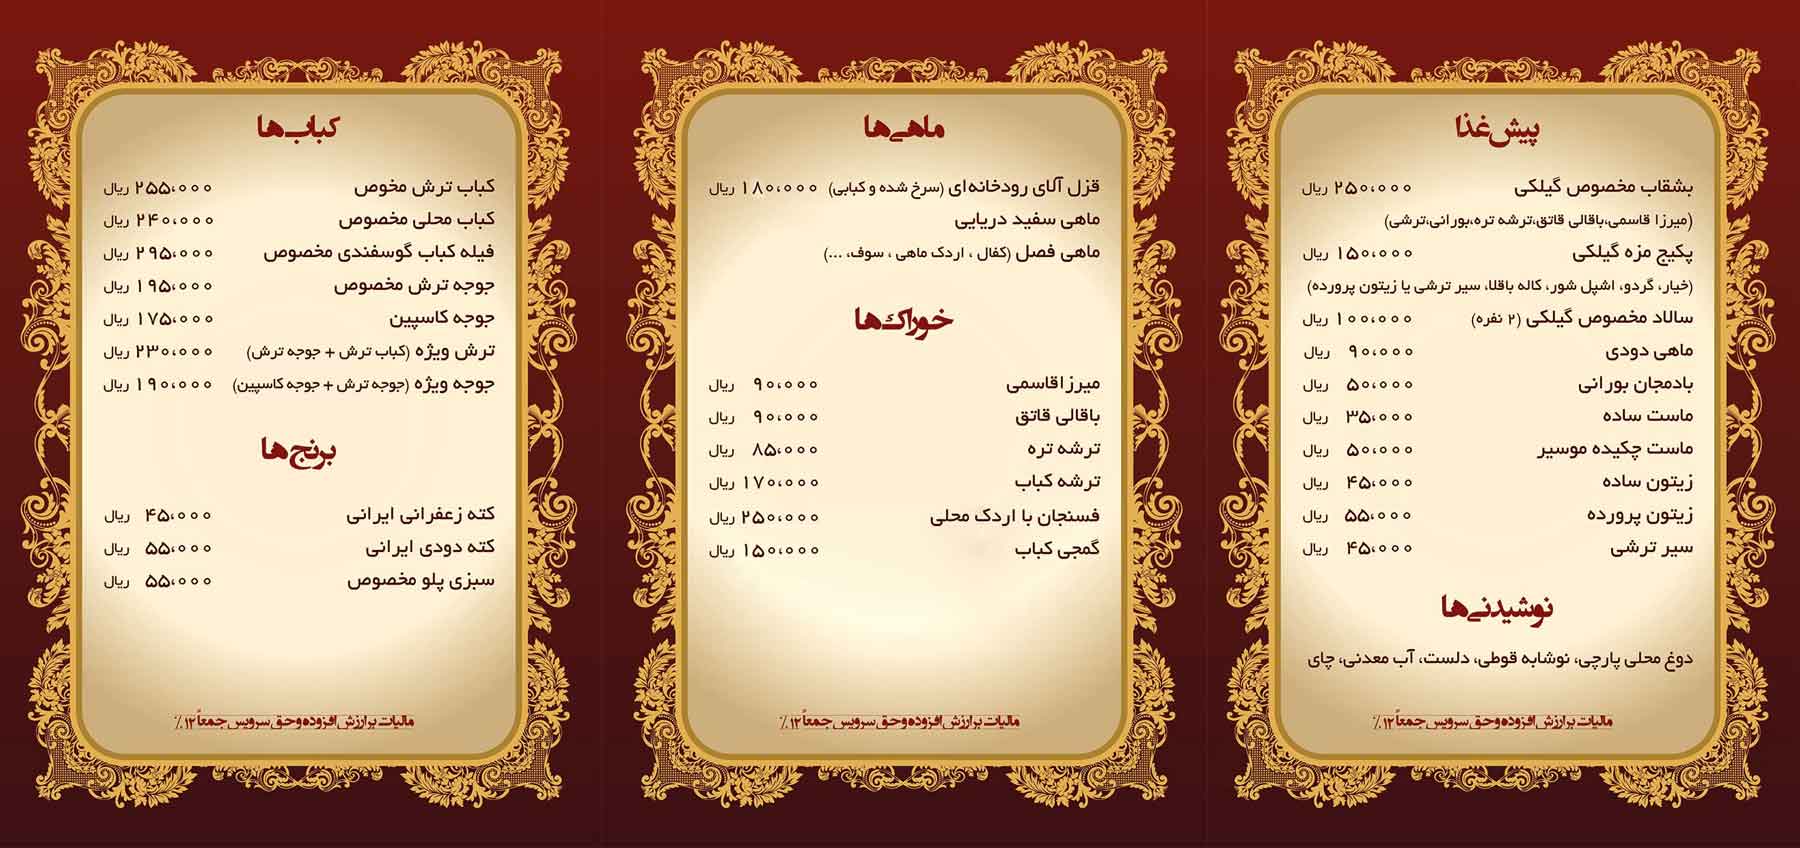 پیش‌غذا
بشقاب مخصوص گیلکی ۲۵۰،۰۰۰ ریال
(میرزا قاسمی،باقالی قاتق،ترشه تره،بورانی،ترشی)
پکیج مزه گیلکی ۱۵۰،۰۰۰ ریال
(خیار، گردو، اشپل شور، کاله باقلا، سیر ترشی یا زیتون پرورده)
سالاد مخصوص گیلکی (۲ نفره) ۱۰۰،۰۰۰ ریال
ماهی دودی ۹۰،۰۰۰ ریال
بادمجان بورانی ۵۰،۰۰۰ ریال
ماست ساده ۳۵،۰۰۰ ریال
ماست چکیده موسیر ۵۰،۰۰۰ ریال
زیتون ساده ۴۵،۰۰۰ ریال
زیتون پرورده ۵۵،۰۰۰ ریال
سیر ترشی ۴۵،۰۰۰ ریال
نوشیدنی‌ها
دوغ محلی پارچی، نوشابه قوطی، دلست، آب معدنی، چای
مالیات بر ارزش افزوده و حق سرویس جمعاً ۱۲٪
ماهی‌ها
قزل آلای رودخانه‌ای (سرخ شده و کبابی) ۱۸۰،۰۰۰ ریال
ماهی سفید دریایی
ماهی فصل (کفال ، اردک ماهی ، سوف، ...)
خوراک‌ها
میرزاقاسمی ۹۰،۰۰۰ ریال
باقالی قاتق ۹۰،۰۰۰ ریال
ترشه تره ۸۵،۰۰۰ ریال
ترشه کباب ۱۷۰،۰۰۰ ریال
فسنجان با اردک محلی ۲۵۰،۰۰۰ ریال
گمجی کباب ۱۵۰،۰۰۰ ریال
مالیات بر ارزش افزوده و حق سرویس جمعاً ۱۲٪
کباب‌ها
کباب ترش مخوص ۲۵۵،۰۰۰ ریال
کباب محلی مخصوص ۲۴۰،۰۰۰ ریال
فیله کباب گوسفندی مخصوص ۲۹۵،۰۰۰ ریال
جوجه ترش مخصوص ۱۹۵،۰۰۰ ریال
جوجه کاسپین ۱۷۵،۰۰۰ ریال
ترش ویژه (کباب ترش + جوجه ترش) ۲۳۰،۰۰۰ ریال
جوجه ویژه (جوجه ترش + جوجه کاسپین) ۱۹۰،۰۰۰ ریال
برنج‌ها
کته زعفرانی ایرانی ۴۵،۰۰۰ ریال
کته دودی ایرانی ۵۵،۰۰۰ ریال
سبزی پلو مخصوص ۵۵،۰۰۰ ریال
مالیات بر ارزش افزوده و حق سرویس جمعاً ۱۲٪